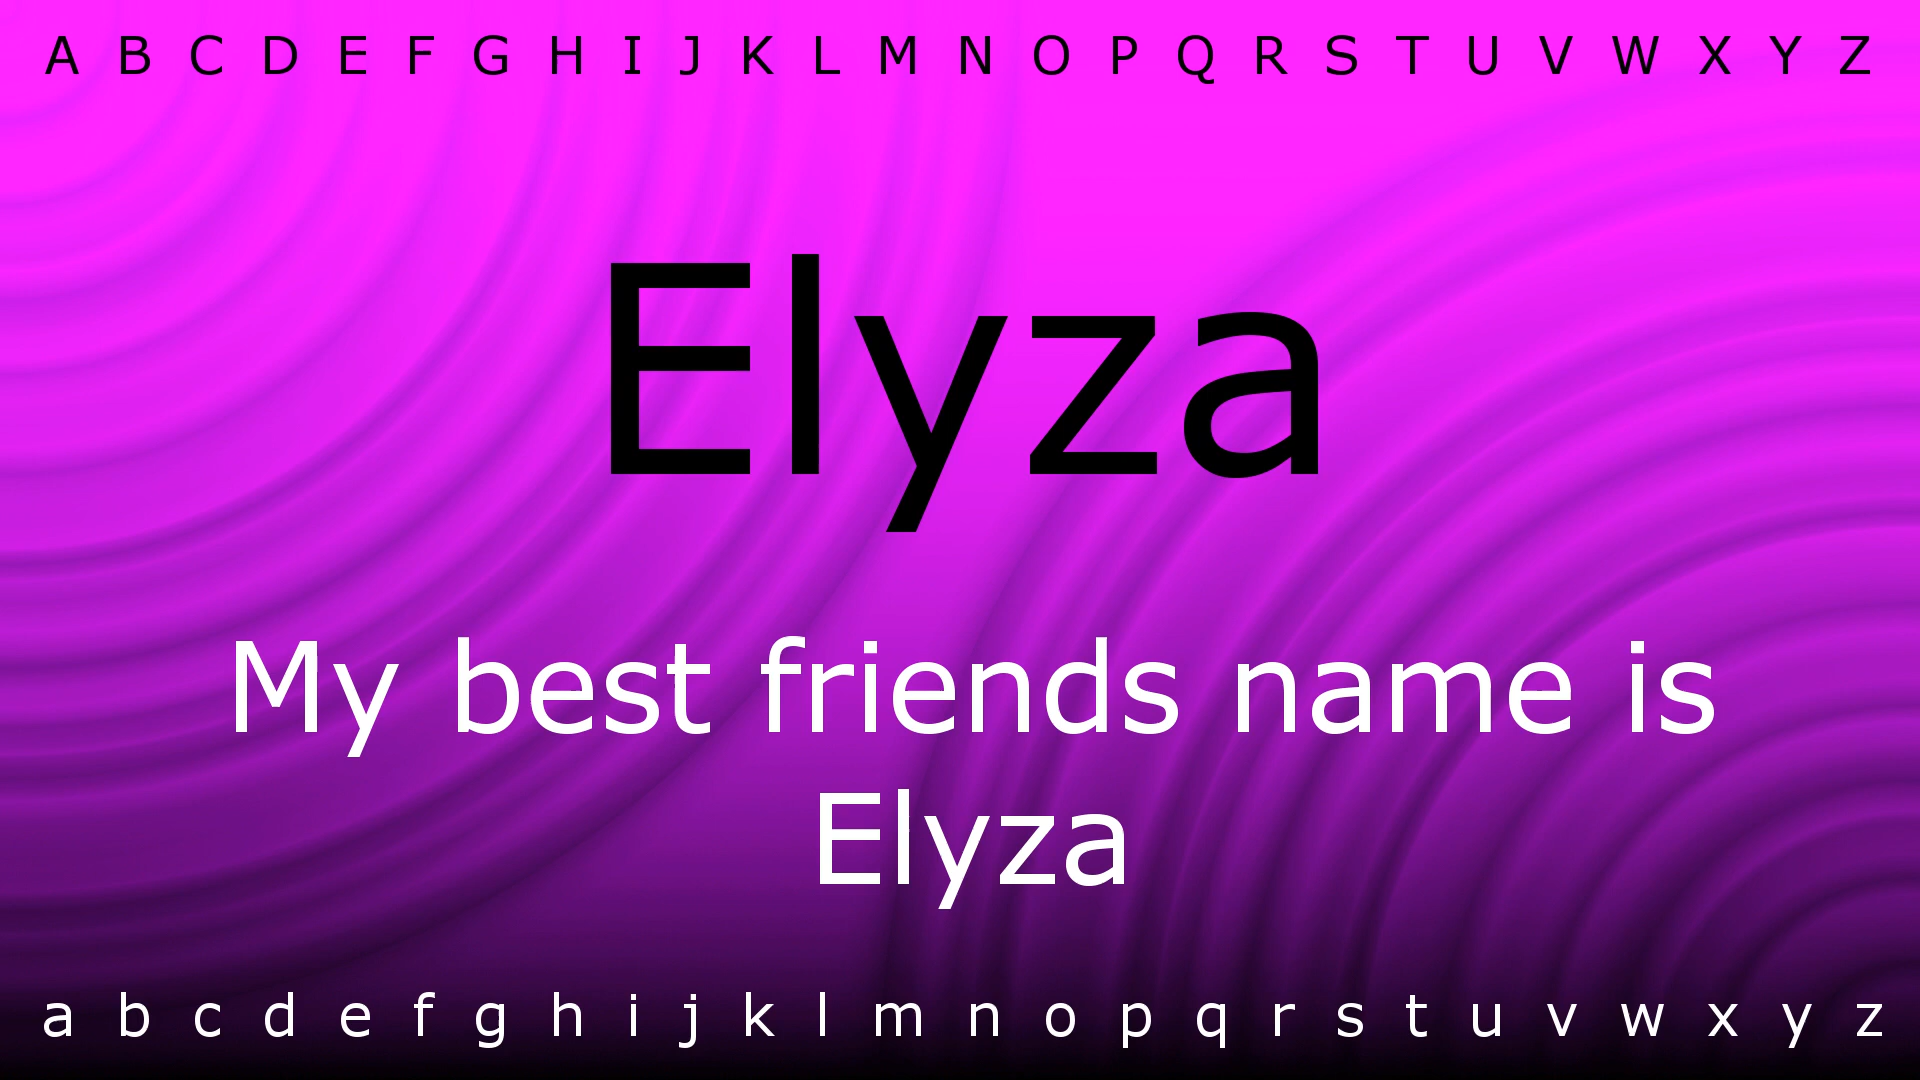 A B C D E F G H I J K L M N O P Q R S T U V W X Y Z
Elyza
My best friends name is
Elyza
a b c d e f g h i j k l m n o p q r s t u v w x y z